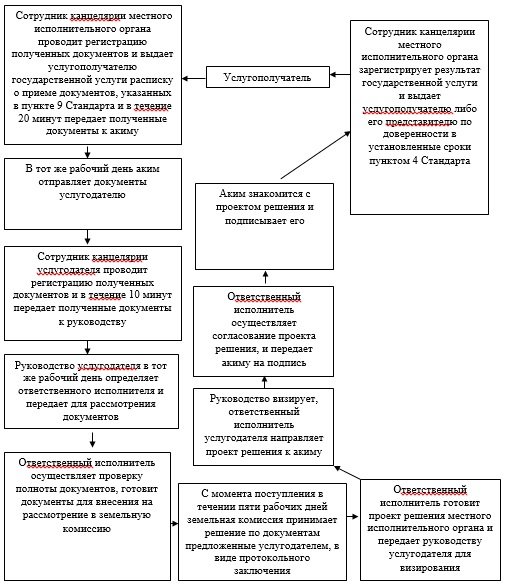 Сотрудник канцелярии местного
исполнительного органа
проводит регистрацию
полученных документов и выдает
услугополучателю
государственной услуги расписку
о приеме документов, указанных
в пункте 9 Стандарта и в течение
20 минут передает полученные
документы к акиму
Услугополучатель
Сотрудник канцелярии
местного
исполнительного органа
зарегистрирует результат
государственной услуги
и выдает
услугополучателю либо
его представителю по
доверенности в
установленные сроки
пунктом 4 Стандарта
В тот же рабочий день аким
отправляет документы
услугодателю
Аким знакомится с
проектом решения и
подписывает его
Сотрудник канцелярии
услугодателя проводит
регистрацию полученных
документов и в течение 10 минут
передает полученные документы
к руководству
Ответственный
исполнитель
осуществляет
согласование проекта
решения, и передает
акиму на подпись
Руководство услугодателя в тот
же рабочий день определяет
ответственного исполнителя и
передает для рассмотрения
документов
Руководство визирует,
ответственный
исполнитель
услугодателя направляет
проект решения к акиму
Ответственный исполнитель
осуществляет проверку
полноты документов, готовит
документы для внесения на
рассмотрение в земельную
комиссию
С момента поступления в
течении пяти рабочих дней
земельная комиссия принимает
решение по документам
предложенные услугодателем, в
виде протокольного
заключения
Ответственный
исполнитель готовит
проект решения местного
исполнительного органа и
передает руководству
услугодателя для
визирования